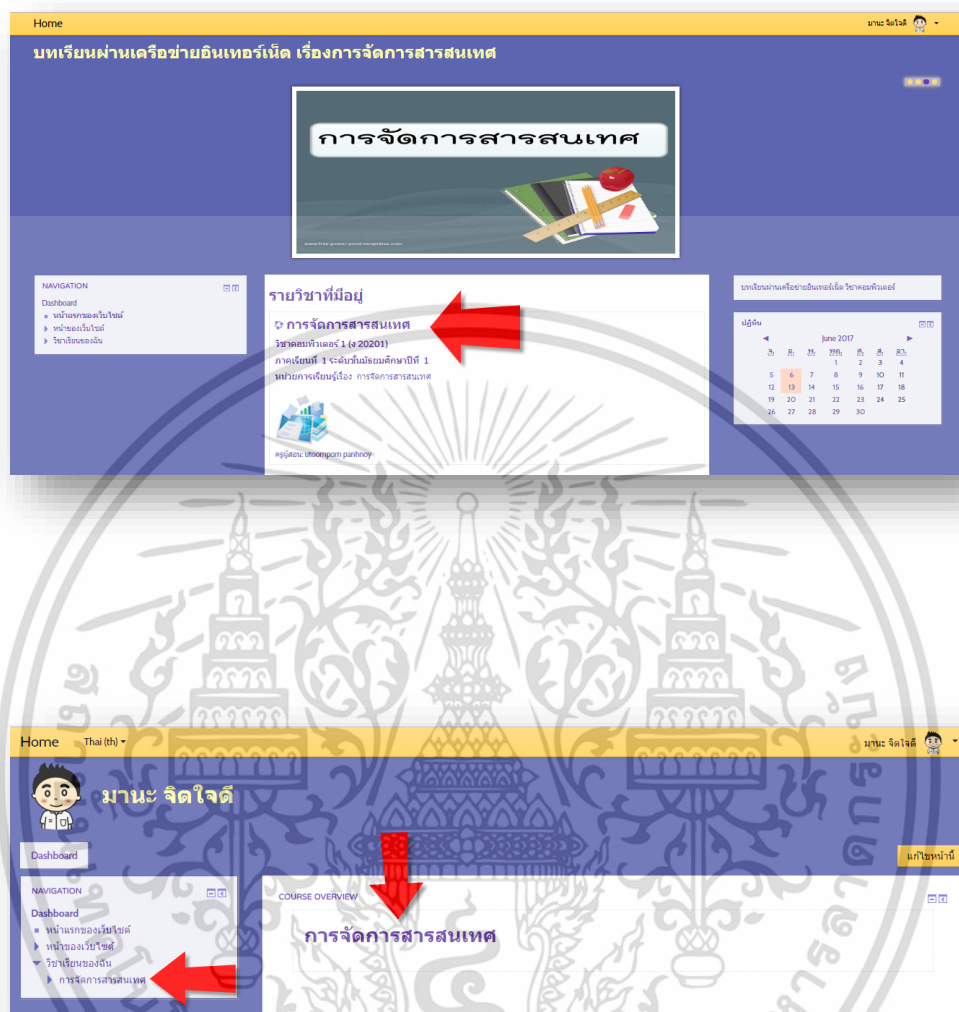 Home
มานะ จิตใจดี
บทเรียนผ่านเครือข่ายอินเทอร์เน็ต เรื่องการจัดการสารสนเทศ
การจัดการสารสนเทศ
www.free-power-point-templates.com
NAVIGATION
Dashboard
หน้าแรกของเว็บไซต์
หน้าของเว็บไซต์
วิชาเรียนของฉัน
รายวิชาที่มีอยู่
การจัดการสารสนเทศ
วิชาคอมพิวเตอร์ 1 (ง 20201)
ภาคเรียนที่ 1 ระดับชั้นมัธยมศึกษาปีที่ 1
หน่วยการเรียนรู้เรื่อง การจัดการสารสนเทศ
ครูผู้สอน: utoomporn panhnoy
บทเรียนผ่านเครือข่ายอินเทอร์เน็ต วิชาคอมพิวเตอร์
ปฏิทิน
◄ June 2017 ►
จ. อ. พ. พฤ. ศ. ส. อา.
1 2 3 4
5 6 7 8 9 10 11
12 13 14 15 16 17 18
19 20 21 22 23 24 25
26 27 28 29 30
Home Thai (th)
มานะ จิตใจดี
มานะ จิตใจดี
Dashboard
แก้ไขหน้านี้
NAVIGATION
Dashboard
หน้าแรกของเว็บไซต์
หน้าของเว็บไซต์
วิชาเรียนของฉัน
การจัดการสารสนเทศ
COURSE OVERVIEW
การจัดการสารสนเทศ